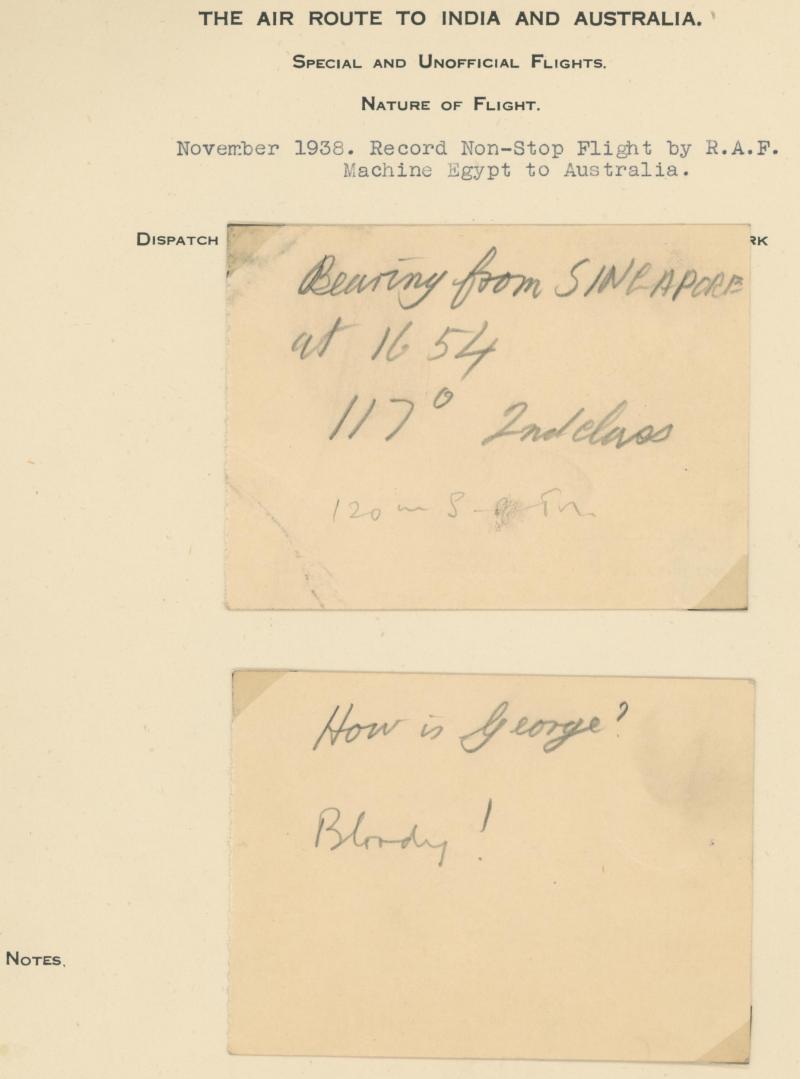 THE AIR ROUTE TO INDIA AND AUSTRALIA.
SPECIAL AND UNOFFICIAL FLIGHTS.
NATURE OF FLIGHT.
November 1938. Record Non-Stop Flight by R.A.F.
Machine Egypt to Australia.
DISPATCH RK
Bearing from SINGAPORE
at 16 54
117° 2nd class
120
How is George?
Bloody!
NOTES.